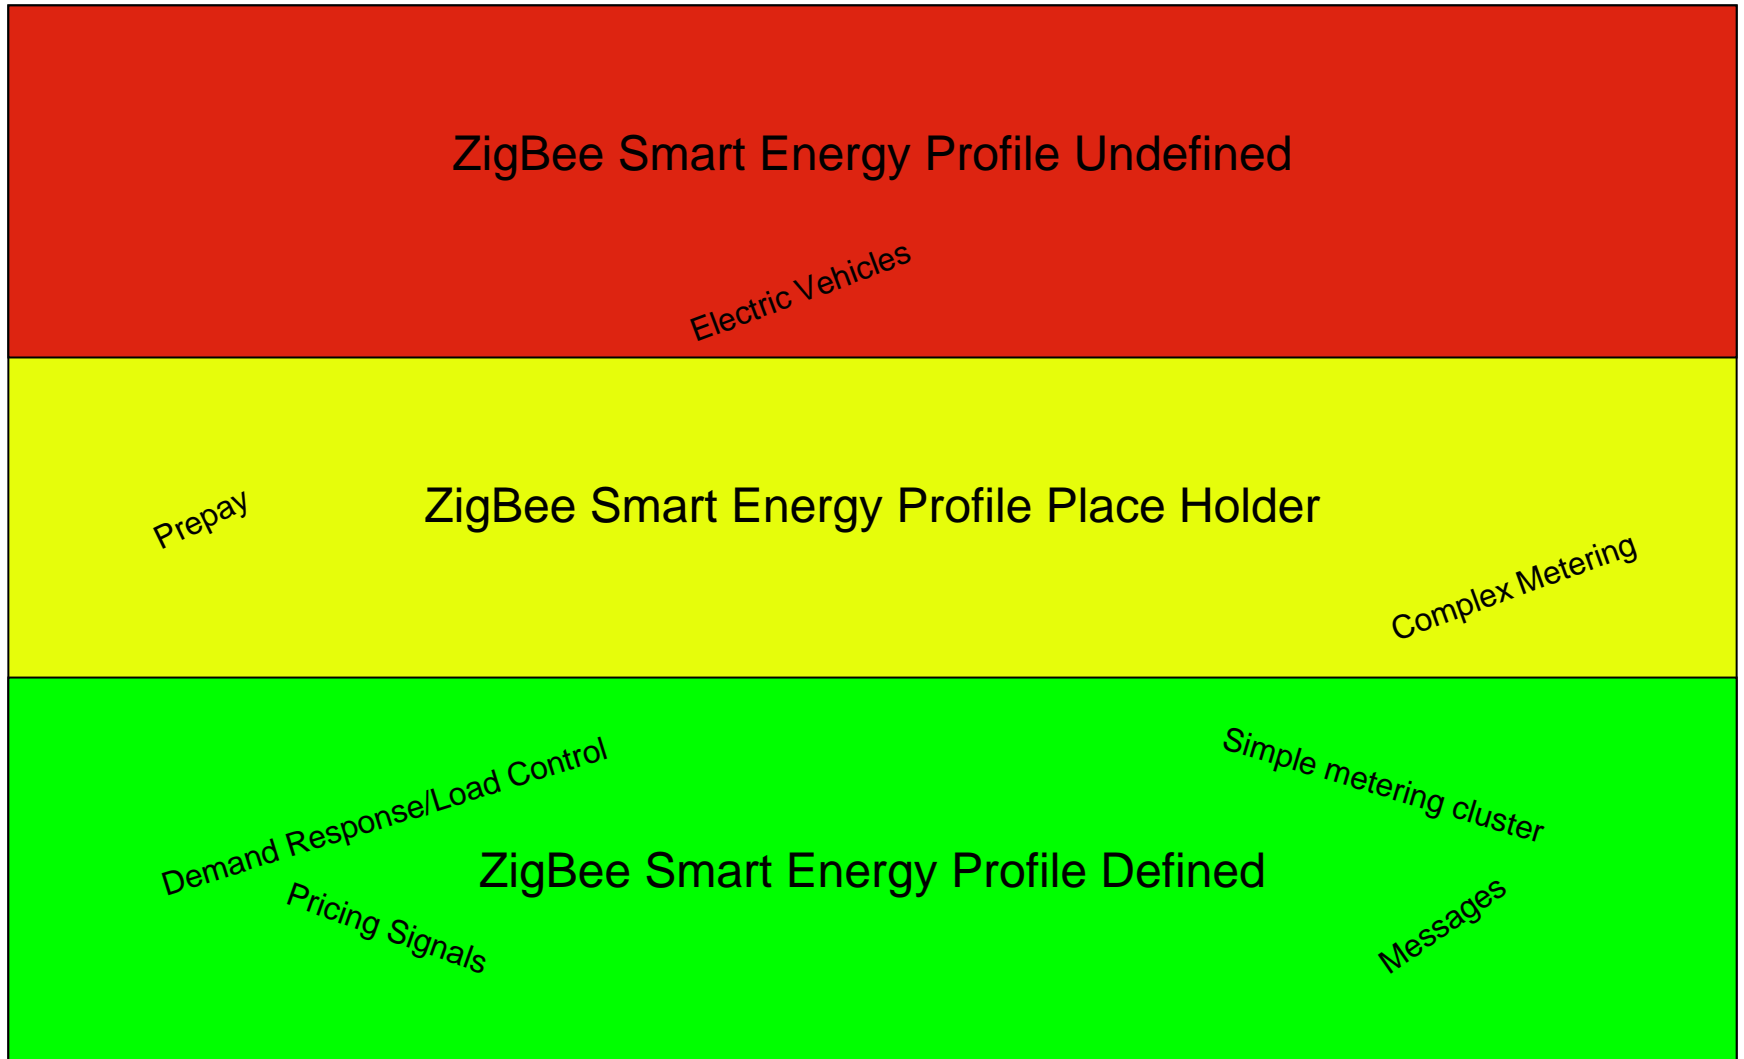 ZigBee Smart Energy Profile Undefined
Electric Vehicles
Prepay
ZigBee Smart Energy Profile Place Holder
Complex Metering
Demand Response/Load Control
Simple metering cluster
ZigBee Smart Energy Profile Defined
Pricing Signals
Messages